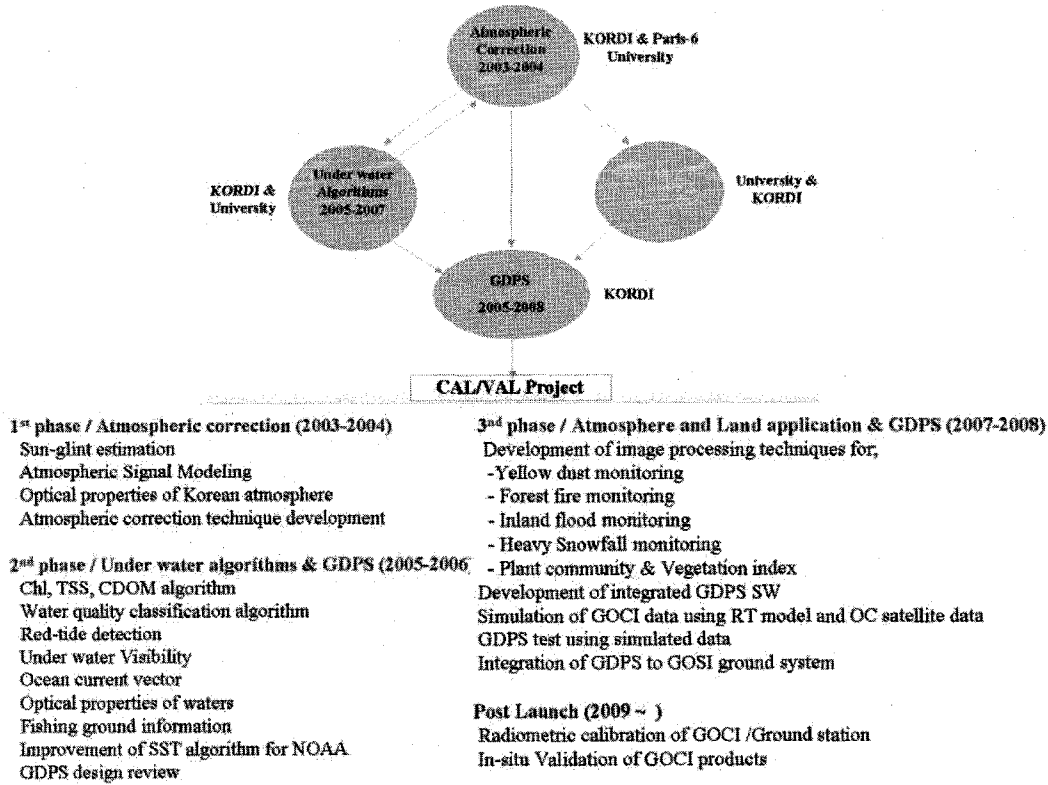 Atmospheric
Correction
2003-2004
KORDI & Paris-6
University
KORDI &
University
Under water
Algorithms
2005-2007
University &
KORDI
GDPS
2005-2008
KORDI
CAL/VAL Project
1st phase / Atmospheric correction (2003-2004)
Sun-glint estimation
Atmospheric Signal Modeling
Optical properties of Korean atmosphere
Atmospheric correction technique development
2nd phase / Under water algorithms & GDPS (2005-2006
Chl, TSS, CDOM algorithm
Water quality classification algorithm
Red-tide detection
Under water Visibility
Ocean current vector
Optical properties of waters
Fishing ground information
Improvement of SST algorithm for NOAA
GDPS design review
3nd phase / Atmosphere and Land application & GDPS (2007-2008)
Development of image processing techniques for,
-Yellow dust monitoring
- Forest fire monitoring
- Inland flood monitoring
- Heavy Snowfall monitoring
- Plant community & Vegetation index
Development of integrated GDPS SW
Simulation of GOCI data using RT model and OC satellite data
GDPS test using simulated data
Integration of GDPS to GOSI ground system
Post Launch (2009 ~ )
Radiometric calibration of GOCI /Ground station
In-situ Validation of GOCI products